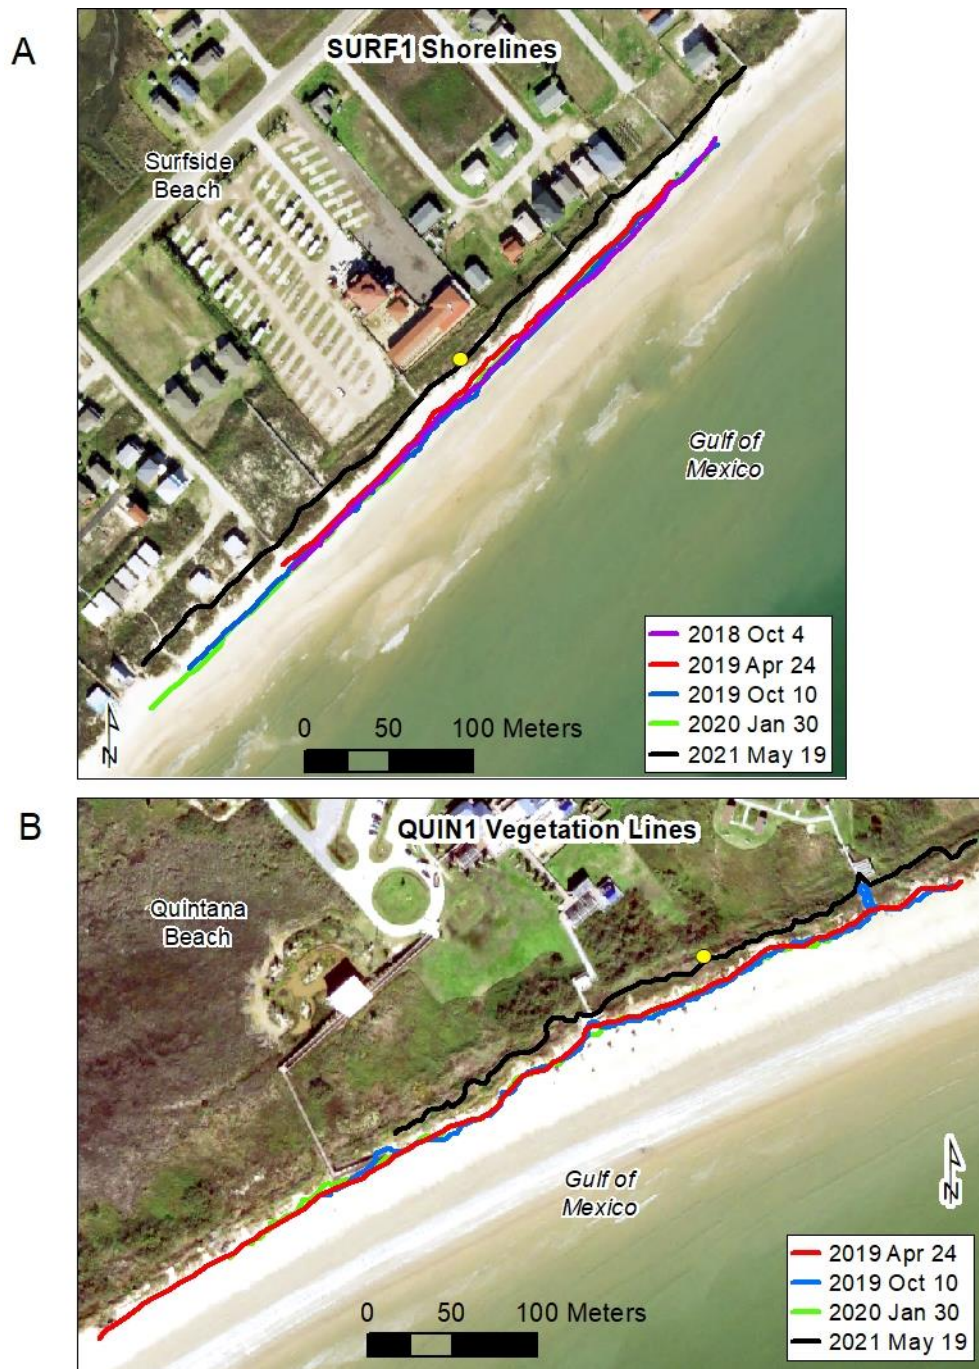 A
SURF1 Shorelines
Surfside
Beach
Gulf of
Mexico
2018 Oct 4
2019 Apr 24
2019 Oct 10
2020 Jan 30
2021 May 19
0 50 100 Meters
N
B
QUIN1 Vegetation Lines
Quintana
Beach
Gulf of
Mexico
N
2019 Apr 24
2019 Oct 10
2020 Jan 30
2021 May 19
0 50 100 Meters